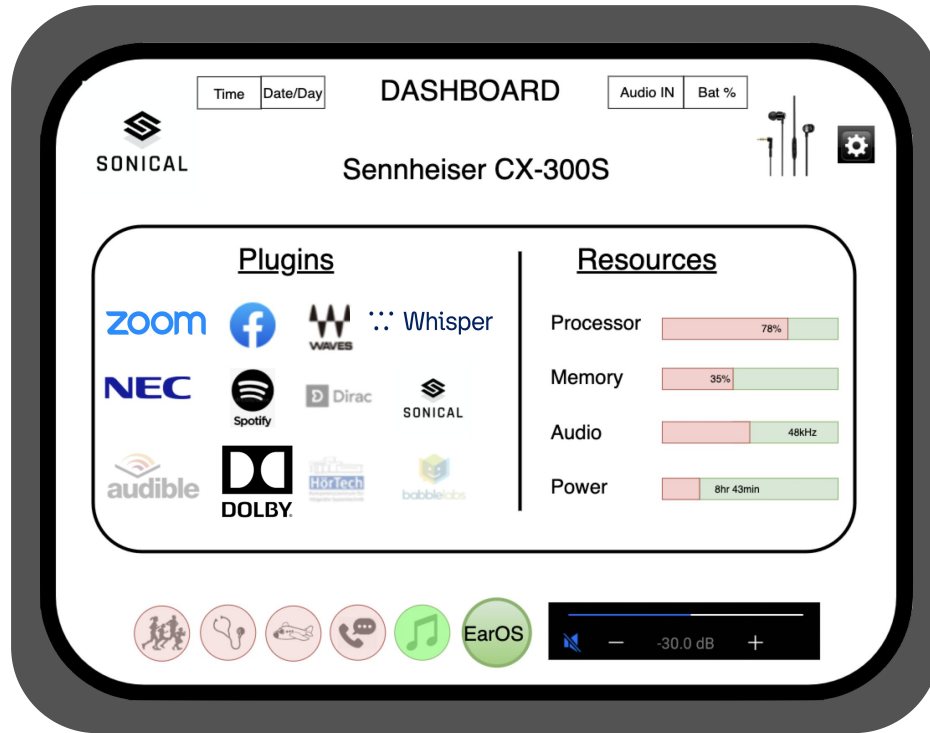 Time Date/Day DASHBOARD Audio IN Bat %
SONICAL
Sennheiser CX-300S
Plugins
zoom
WAVES
Whisper
NEC
Spotify
Dirac
SONICAL
audible
DOLBY
HörTech
babblelabs
Resources
Processor 78%
Memory 35%
Audio 48kHz
Power 8hr 43min
EarOS
-30.0 dB